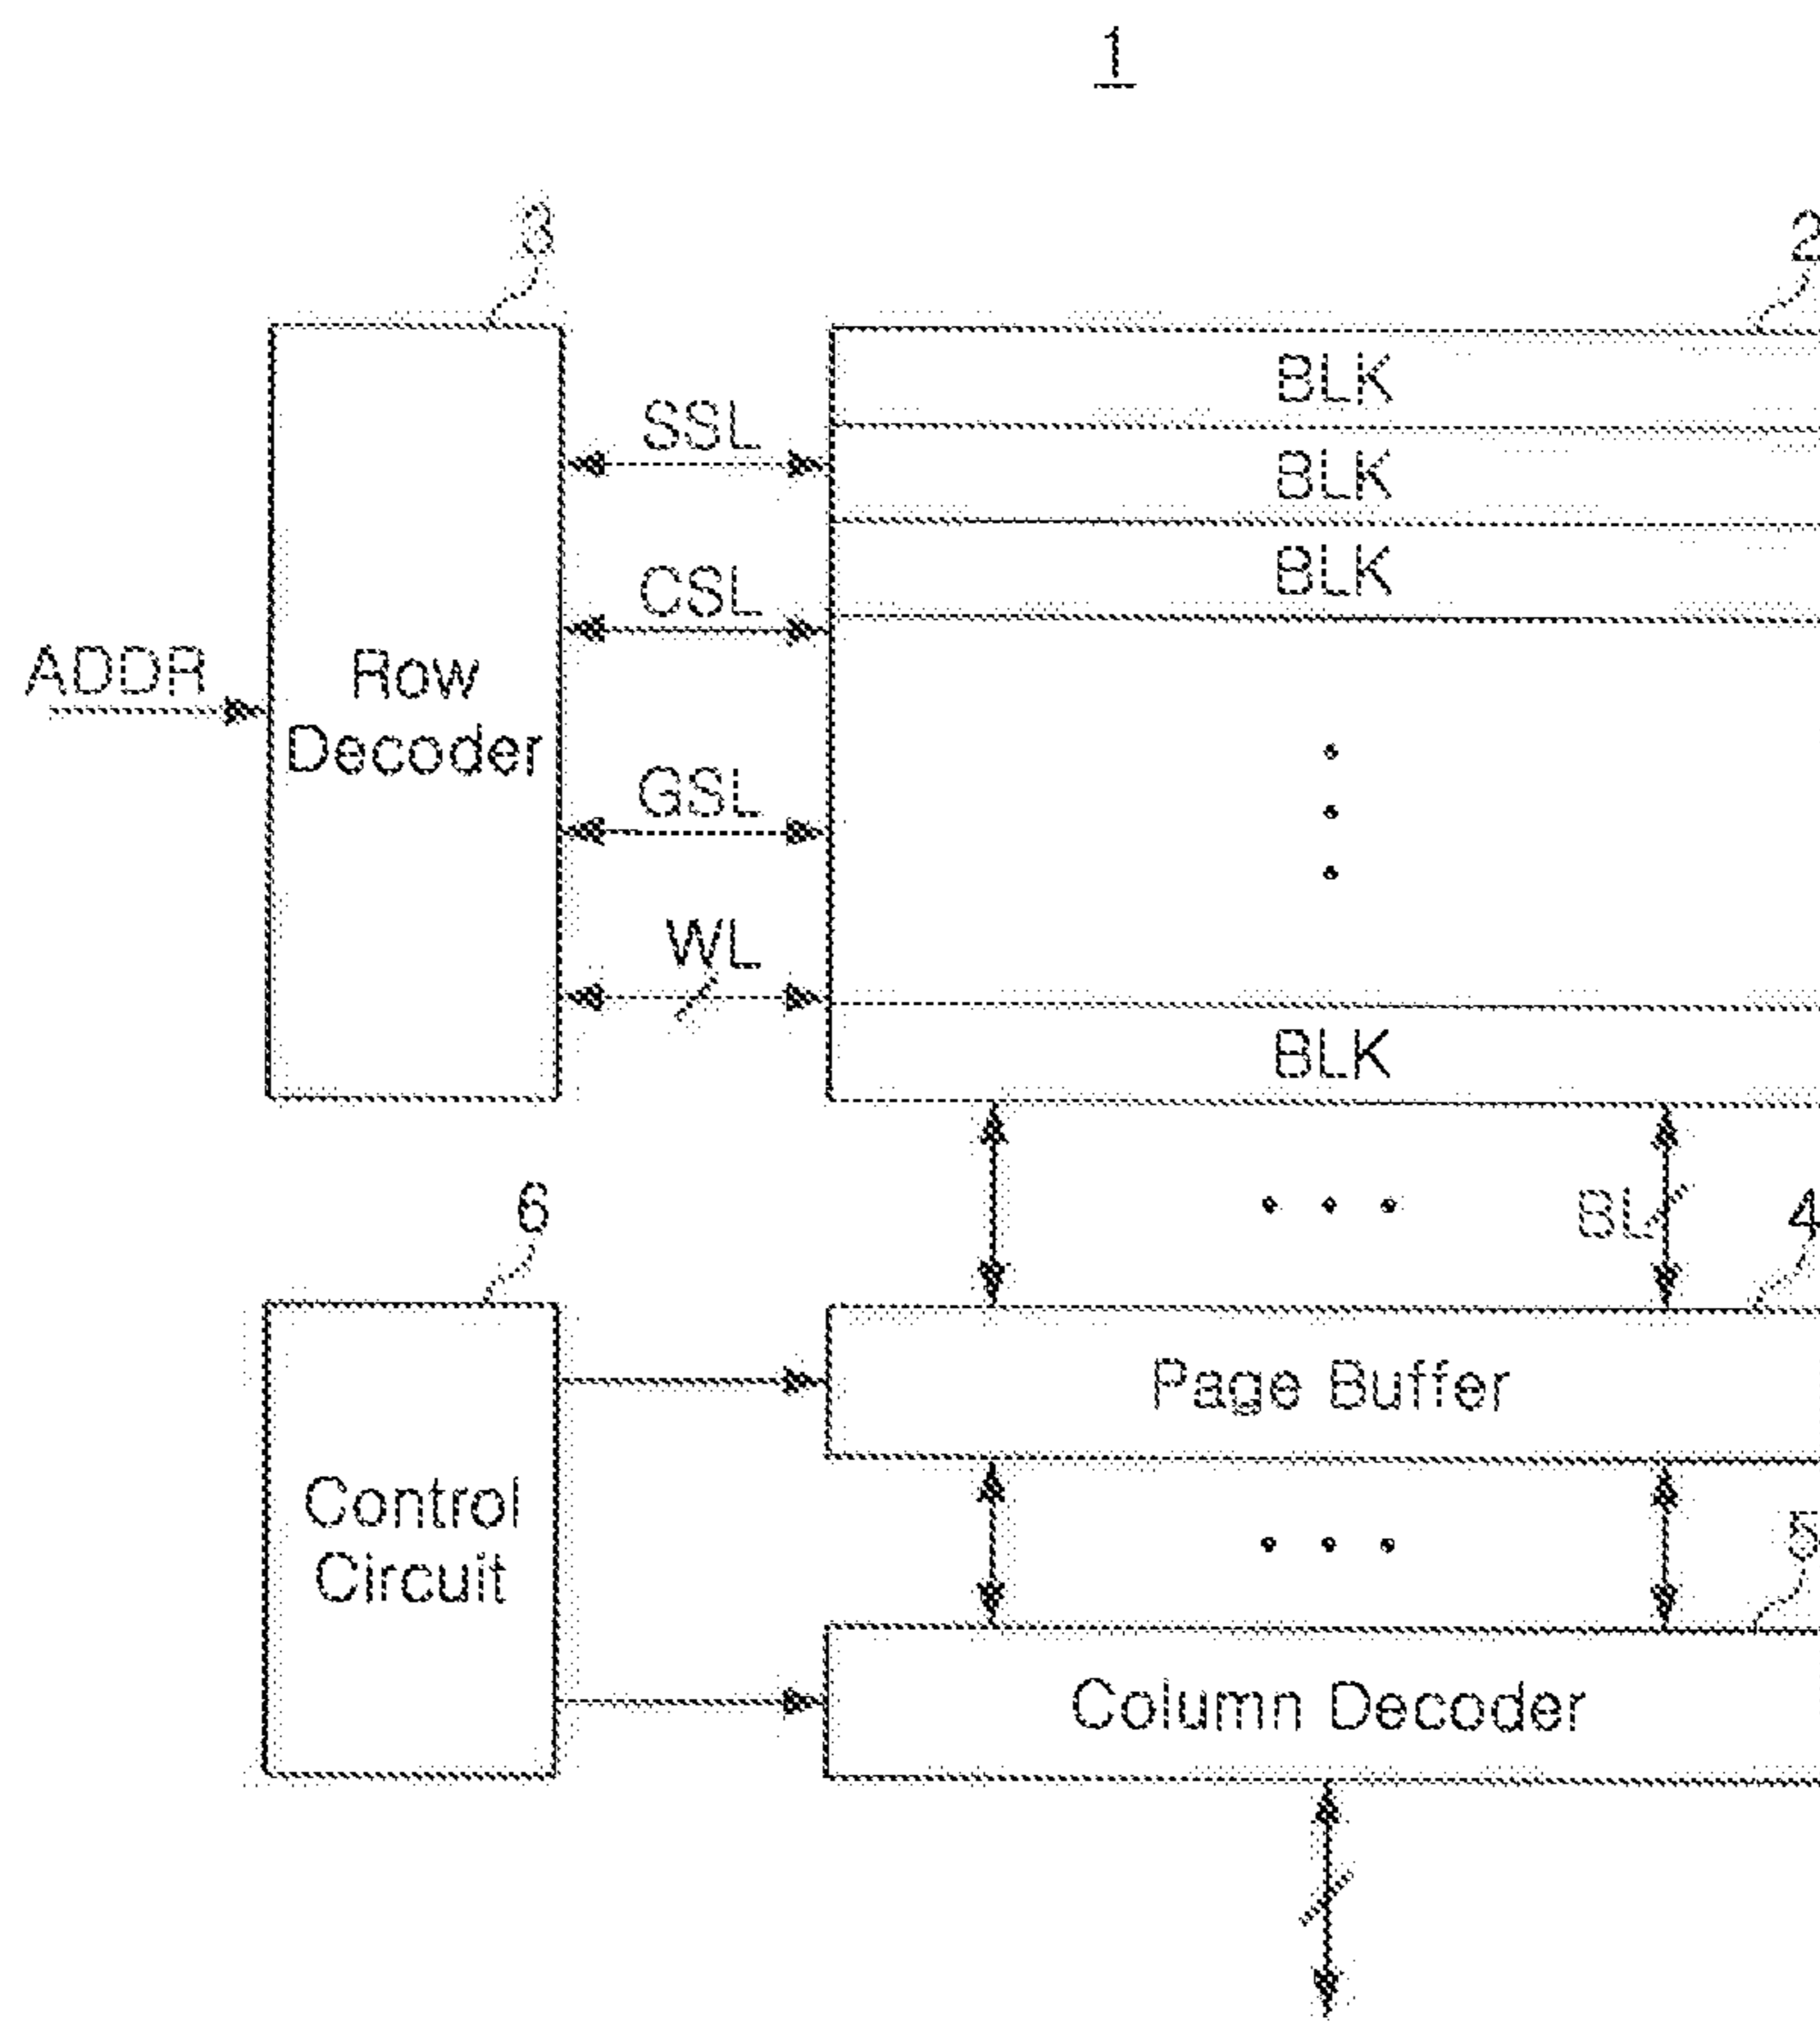 1
3
2
BLK
SSL
BLK
CSL
BLK
ADDR
Row
Decoder
GSL
WL
BLK
6
BL
4
Page Buffer
Control
Circuit
5
Column Decoder